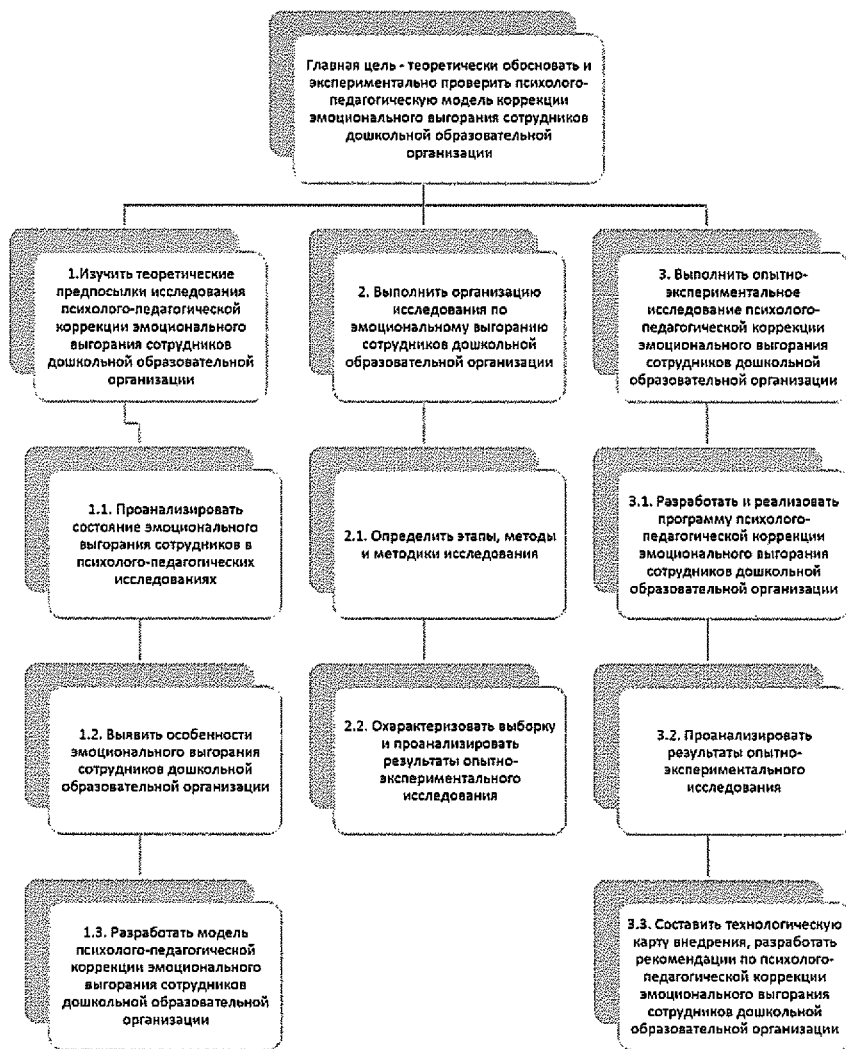 Главная цель - теоретически обосновать и
экспериментально проверить психолого-
педагогическую модель коррекции
эмоционального выгорания сотрудников
дошкольной образовательной
организации
1.Изучить теоретические
предпосылки исследования
психолого-педагогической
коррекции эмоционального
выгорания сотрудников
дошкольной образовательной
организации
2. Выполнить организацию
исследования по
эмоциональному выгоранию
сотрудников дошкольной
образовательной организации
3. Выполнить опытно-
экспериментальное
исследование психолого-
педагогической коррекции
эмоционального выгорания
сотрудников дошкольной
образовательной организации
1.1. Проанализировать
состояние эмоционального
выгорания сотрудников в
психолого-педагогических
исследованиях
2.1. Определить этапы, методы
и методики исследования
3.1. Разработать и реализовать
программу психолого-
педагогической коррекции
эмоционального выгорания
сотрудников дошкольной
образовательной организации
1.2. Выявить особенности
эмоционального выгорания
сотрудников дошкольной
образовательной организации
2.2. Охарактеризовать выборку
и проанализировать
результаты опытно-
экспериментального
исследования
3.2. Проанализировать
результаты опытно-
экспериментального
исследования
1.3. Разработать модель
психолого-педагогической
коррекции эмоционального
выгорания сотрудников
дошкольной образовательной
организации
3.3. Составить технологическую
карту внедрения, разработать
рекомендации по психолого-
педагогической коррекции
эмоционального выгорания
сотрудников дошкольной
образовательной организации